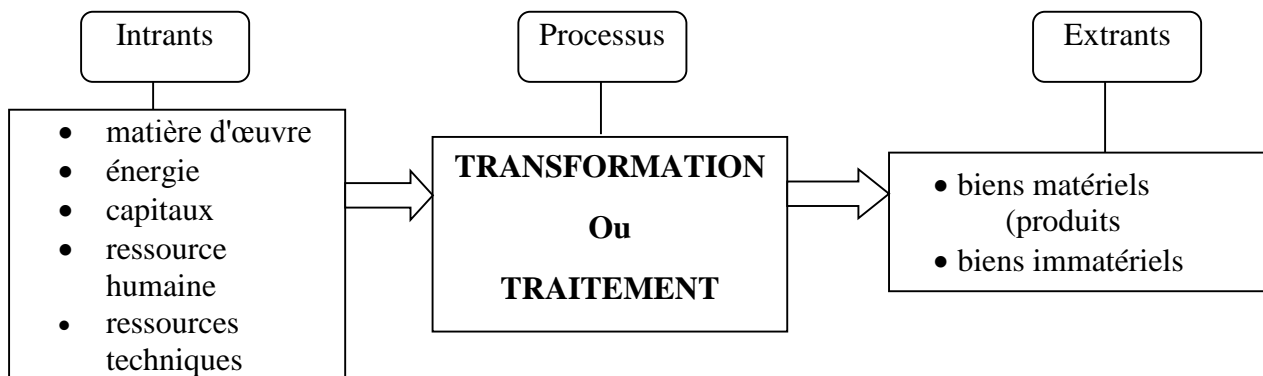 Intrants
Processus
Extrants
• matière d'œuvre
• énergie
• capitaux
• ressource
humaine
• ressources
techniques
TRANSFORMATION
Ou
TRAITEMENT
• biens matériels
(produits
• biens immatériels